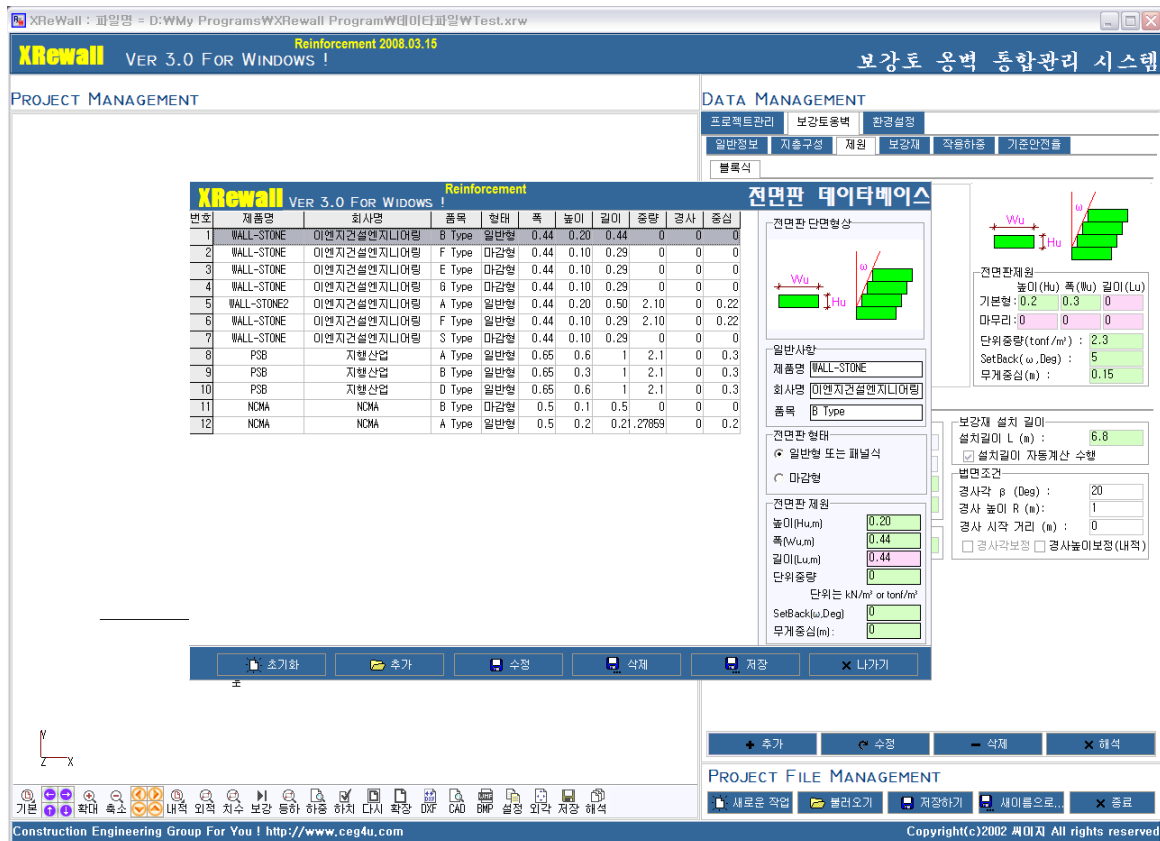 XReWall : 파일명 = D:₩My Programs₩XRewall Program₩데이타파일₩Test.xrw
XRewall VER 3.0 FOR WINDOWS !
Reinforcement 2008.03.15
보강토 옹벽 통합관리 시스템
PROJECT MANAGEMENT
DATA MANAGEMENT
프로젝트관리 보강토옹벽 환경설정
일반정보 지층구성 제원 보강재 작용하중 기준안전율
블록식
Wu
ω
Hu
전면판제원
높이(Hu) 폭(Wu) 길이(Lu)
기본형: 0.2 0.3 0
마무리: 0 0 0
단위중량(tonf/m³) : 2.3
SetBack(ω,Deg) : 5
무게중심(m) : 0.15
보강재 설치 길이
설치길이 L (m) : 6.8
설치길이 자동계산 수행
법면조건
경사각 β (Deg) : 20
경사 높이 R (m): 1
경사 시작 거리 (m) : 0
경사각보정 경사높이보정(내적)
XRewall VER 3.0 FOR WIDOWS !
Reinforcement
전면판 데이타베이스
번호 제품명 회사명 품목 형태 폭 높이 길이 중량 경사 중심
1 WALL-STONE 이엔지건설엔지니어링 B Type 일반형 0.44 0.20 0.44 0 0 0
2 WALL-STONE 이엔지건설엔지니어링 F Type 마감형 0.44 0.10 0.29 0 0 0
3 WALL-STONE 이엔지건설엔지니어링 E Type 마감형 0.44 0.10 0.29 0 0 0
4 WALL-STONE 이엔지건설엔지니어링 G Type 마감형 0.44 0.10 0.29 0 0 0
5 WALL-STONE2 이엔지건설엔지니어링 A Type 일반형 0.44 0.20 0.50 2.10 0 0.22
6 WALL-STONE 이엔지건설엔지니어링 F Type 일반형 0.44 0.10 0.29 2.10 0 0.22
7 WALL-STONE 이엔지건설엔지니어링 S Type 마감형 0.44 0.10 0.29 0 0 0
8 PSB 지행산업 A Type 일반형 0.65 0.6 1 2.1 0 0.3
9 PSB 지행산업 B Type 일반형 0.65 0.3 1 2.1 0 0.3
10 PSB 지행산업 D Type 일반형 0.65 0.6 1 2.1 0 0.3
11 NCMA NCMA B Type 마감형 0.5 0.1 0.5 0 0 0
12 NCMA NCMA A Type 일반형 0.5 0.2 0.21.27859 0 0.2
전면판 단면형상
Wu
ω
Hu
일반사항
제품명 WALL-STONE
회사명 이엔지건설엔지니어링
품목 B Type
전면판 형태
일반형 또는 패널식
마감형
전면판 제원
높이(Hu,m) 0.20
폭(Wu,m) 0.44
길이(Lu,m) 0.44
단위중량 0
단위는 kN/m³ or tonf/m³
SetBack(ω,Deg) 0
무게중심(m): 0
초기화 추가 수정 삭제 저장 나가기
Y
Z X
추가 수정 삭제 해석
PROJECT FILE MANAGEMENT
새로운 작업 불러오기 저장하기 새이름으로... 종료
기본 확대 축소 내적 외적 치수 보강 등하 하중 하치 다시 확장 DXF CAD BMP 설정 외각 저장 해석
Construction Engineering Group For You ! http://www.ceg4u.com
Copyright(c)2002 씨이지 All rights reserved